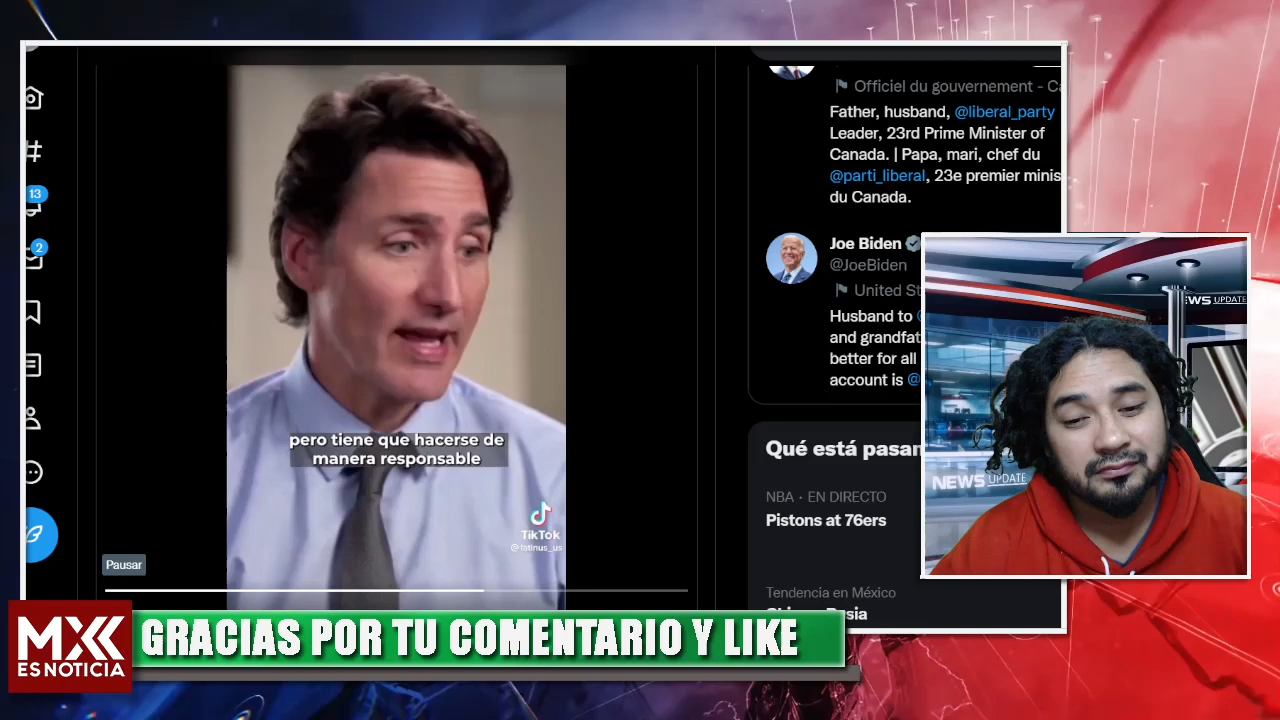 13
2
pero tiene que hacerse de
manera responsable
TikTok
@latinus_us
Pausar
Officiel du gouvernement - Ca
Father, husband, @liberal_party
Leader, 23rd Prime Minister of
Canada. | Papa, mari, chef du
@parti_liberal, 23e premier minis
du Canada.
Joe Biden
@JoeBiden
United St
Husband to @
and grandfat
better for all
account is @
Qué está pasan
NBA · EN DIRECTO
Pistons at 76ers
Tendencia en México
EWS UPDATE
NEWS UPDATE
MX
ES NOTICIA
GRACIAS POR TU COMENTARIO Y LIKE